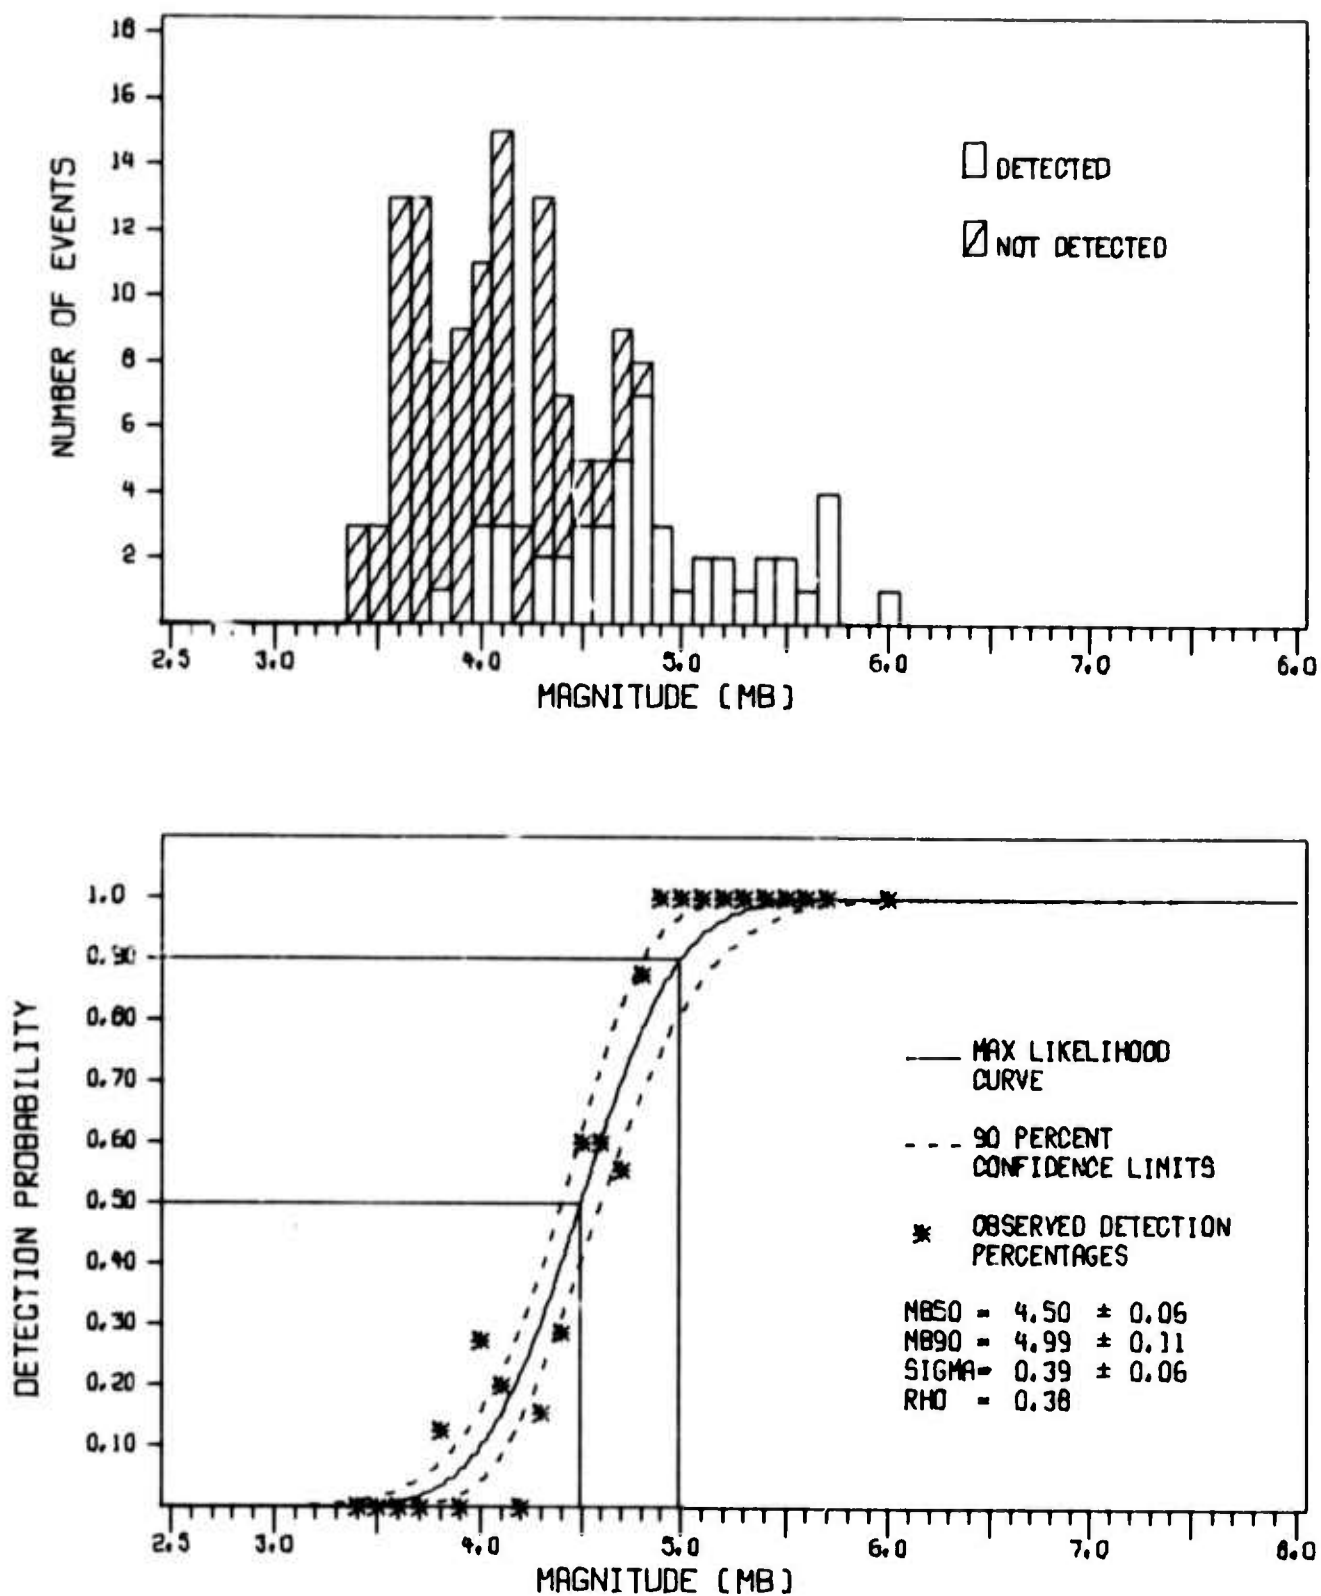 18
16
14
12
10
8
6
4
2
NUMBER OF EVENTS
DETECTED
NOT DETECTED
2.5 3.0 4.0 5.0 6.0 7.0 8.0
MAGNITUDE (MB)
1.0
0.90
0.80
0.70
0.60
0.50
0.40
0.30
0.20
0.10
DETECTION PROBABILITY
MAX LIKELIHOOD
CURVE
90 PERCENT
CONFIDENCE LIMITS
OBSERVED DETECTION
PERCENTAGES
MB50 = 4.50 ± 0.06
MB90 = 4.99 ± 0.11
SIGMA= 0.39 ± 0.06
RHO = 0.38
2.5 3.0 4.0 5.0 6.0 7.0 8.0
MAGNITUDE (MB)